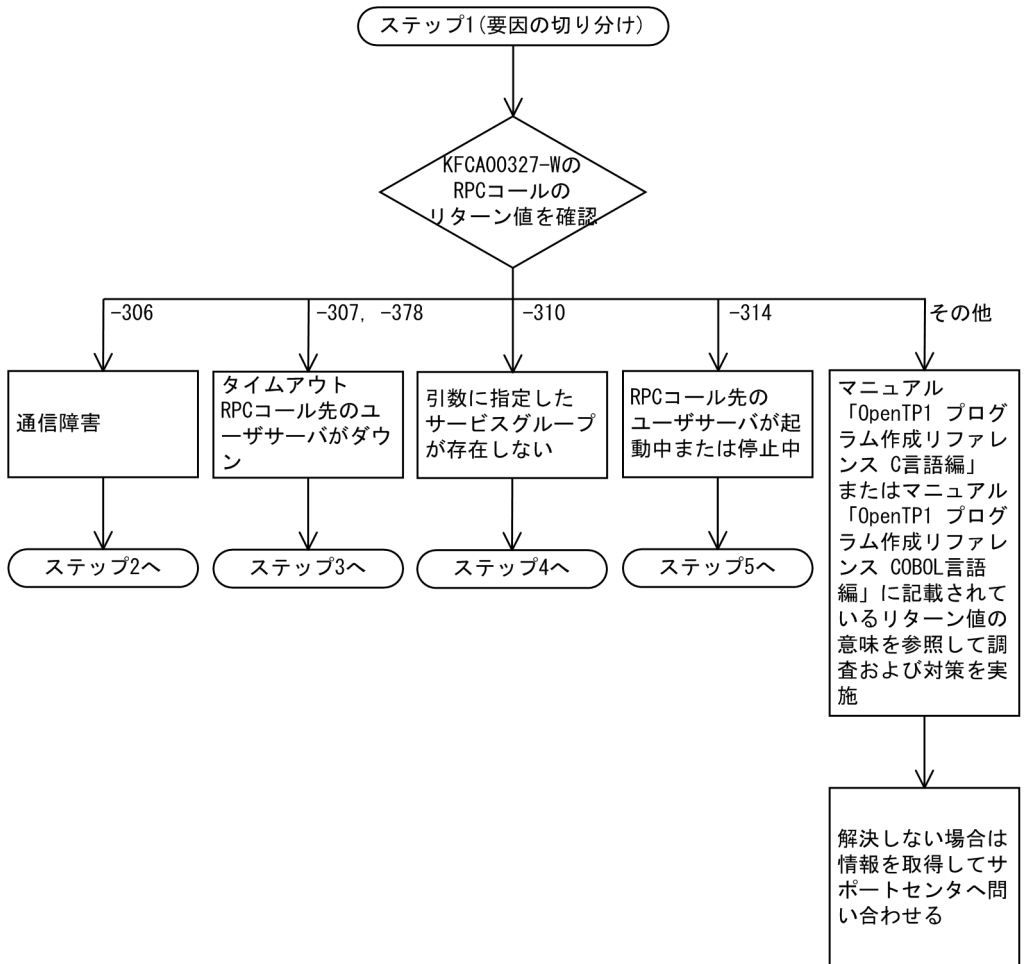 ステップ1(要因の切り分け)
KFCA00327-Wの
RPCコールの
リターン値を確認
-306
-307, -378
-310
-314
その他
通信障害
タイムアウト
RPCコール先のユ
ーザサーバがダウ
ン
引数に指定した
サービスグループ
が存在しない
RPCコール先の
ユーザサーバが起
動中または停止中
マニュアル
「OpenTP1 プログ
ラム作成リファレ
ンス C言語編」
またはマニュアル
「OpenTP1 プログ
ラム作成リファレ
ンス COBOL言語
編」に記載されて
いるリターン値の
意味を参照して調
査および対策を実
施
ステップ2へ
ステップ3へ
ステップ4へ
ステップ5へ
解決しない場合は
情報を取得してサ
ポートセンタへ問
い合わせる